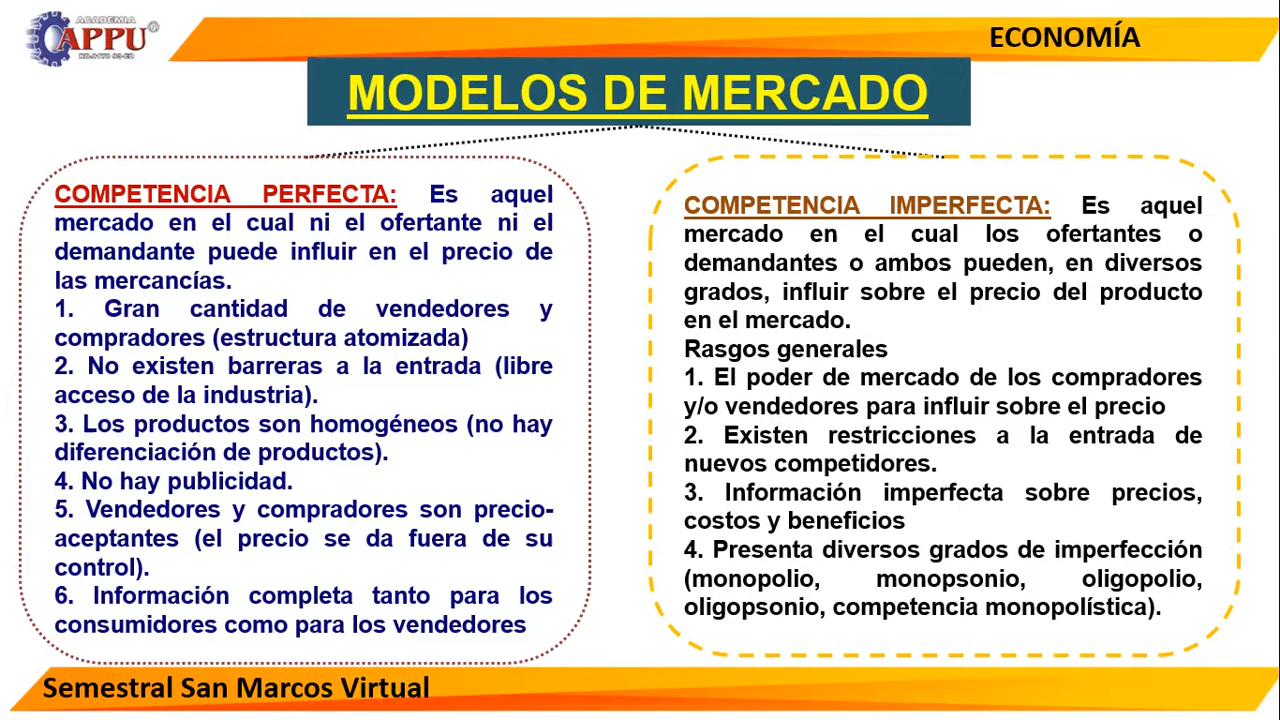 ACADEMIA
APPU
ECONOMÍA
MODELOS DE MERCADO
COMPETENCIA PERFECTA: Es aquel
mercado en el cual ni el ofertante ni el
demandante puede influir en el precio de
las mercancías.
1. Gran cantidad de vendedores y
compradores (estructura atomizada)
2. No existen barreras a la entrada (libre
acceso de la industria).
3. Los productos son homogéneos (no hay
diferenciación de productos).
4. No hay publicidad.
5. Vendedores y compradores son precio-
aceptantes (el precio se da fuera de su
control).
6. Información completa tanto para los
consumidores como para los vendedores
COMPETENCIA IMPERFECTA: Es aquel
mercado en el cual los ofertantes o
demandantes o ambos pueden, en diversos
grados, influir sobre el precio del producto
en el mercado.
Rasgos generales
1. El poder de mercado de los compradores
y/o vendedores para influir sobre el precio
2. Existen restricciones a la entrada de
nuevos competidores.
3. Información imperfecta sobre precios,
costos y beneficios
4. Presenta diversos grados de imperfección
(monopolio, monopsonio, oligopolio,
oligopsonio, competencia monopolística).
Semestral San Marcos Virtual